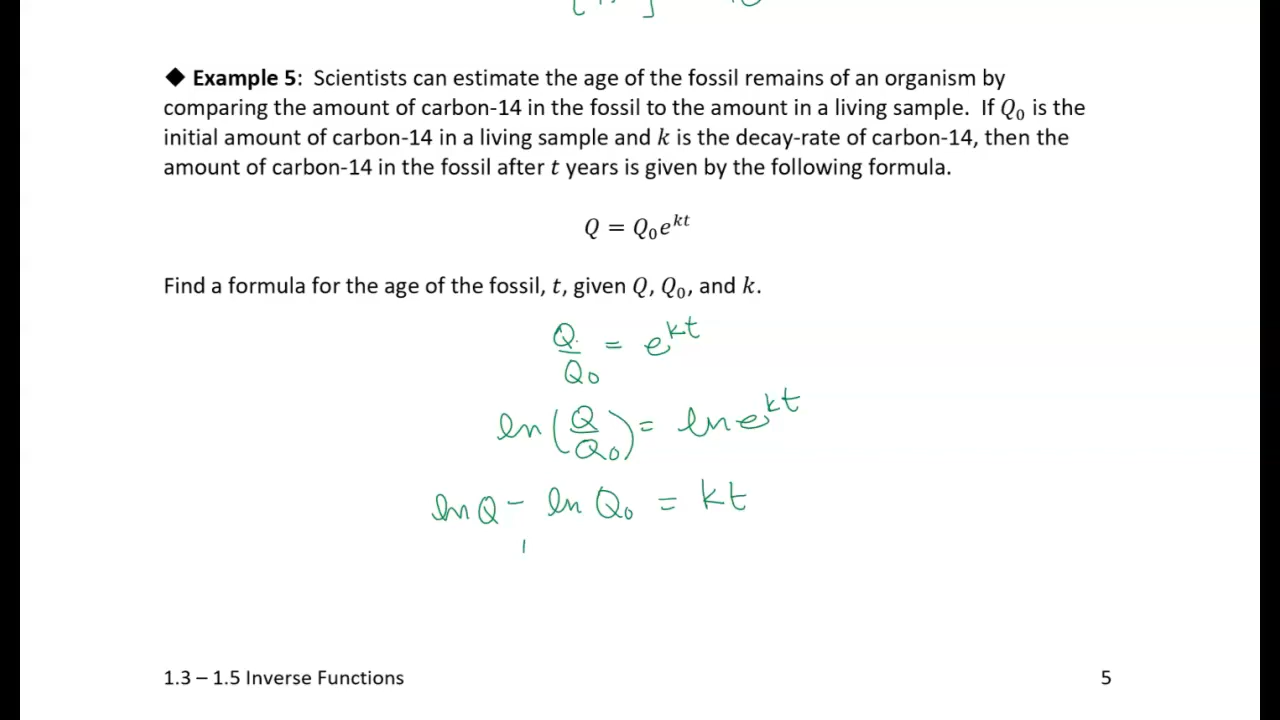 ◆ Example 5: Scientists can estimate the age of the fossil remains of an organism by
comparing the amount of carbon-14 in the fossil to the amount in a living sample. If Q₀ is the
initial amount of carbon-14 in a living sample and k is the decay-rate of carbon-14, then the
amount of carbon-14 in the fossil after t years is given by the following formula.
Q = Q₀e^{kt}
Find a formula for the age of the fossil, t, given Q, Q₀, and k.
Q/Q₀ = e^{kt}
ln(Q/Q₀) = ln e^{kt}
ln Q − ln Q₀ = kt
1.3 – 1.5 Inverse Functions 5